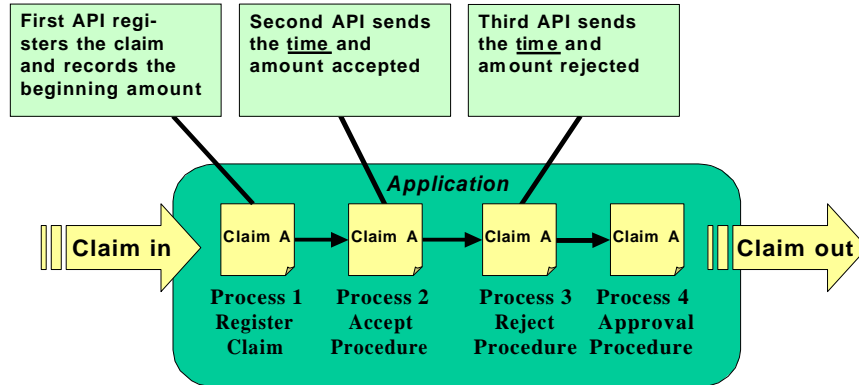 First API regi-
sters the claim
and records the
beginning amount
Second API sends
the time and
amount accepted
Third API sends
the time and
amount rejected
Application
Claim in
Claim A
Claim A
Claim A
Claim A
Claim out
Process 1
Register
Claim
Process 2
Accept
Procedure
Process 3
Reject
Procedure
Process 4
Approval
Procedure